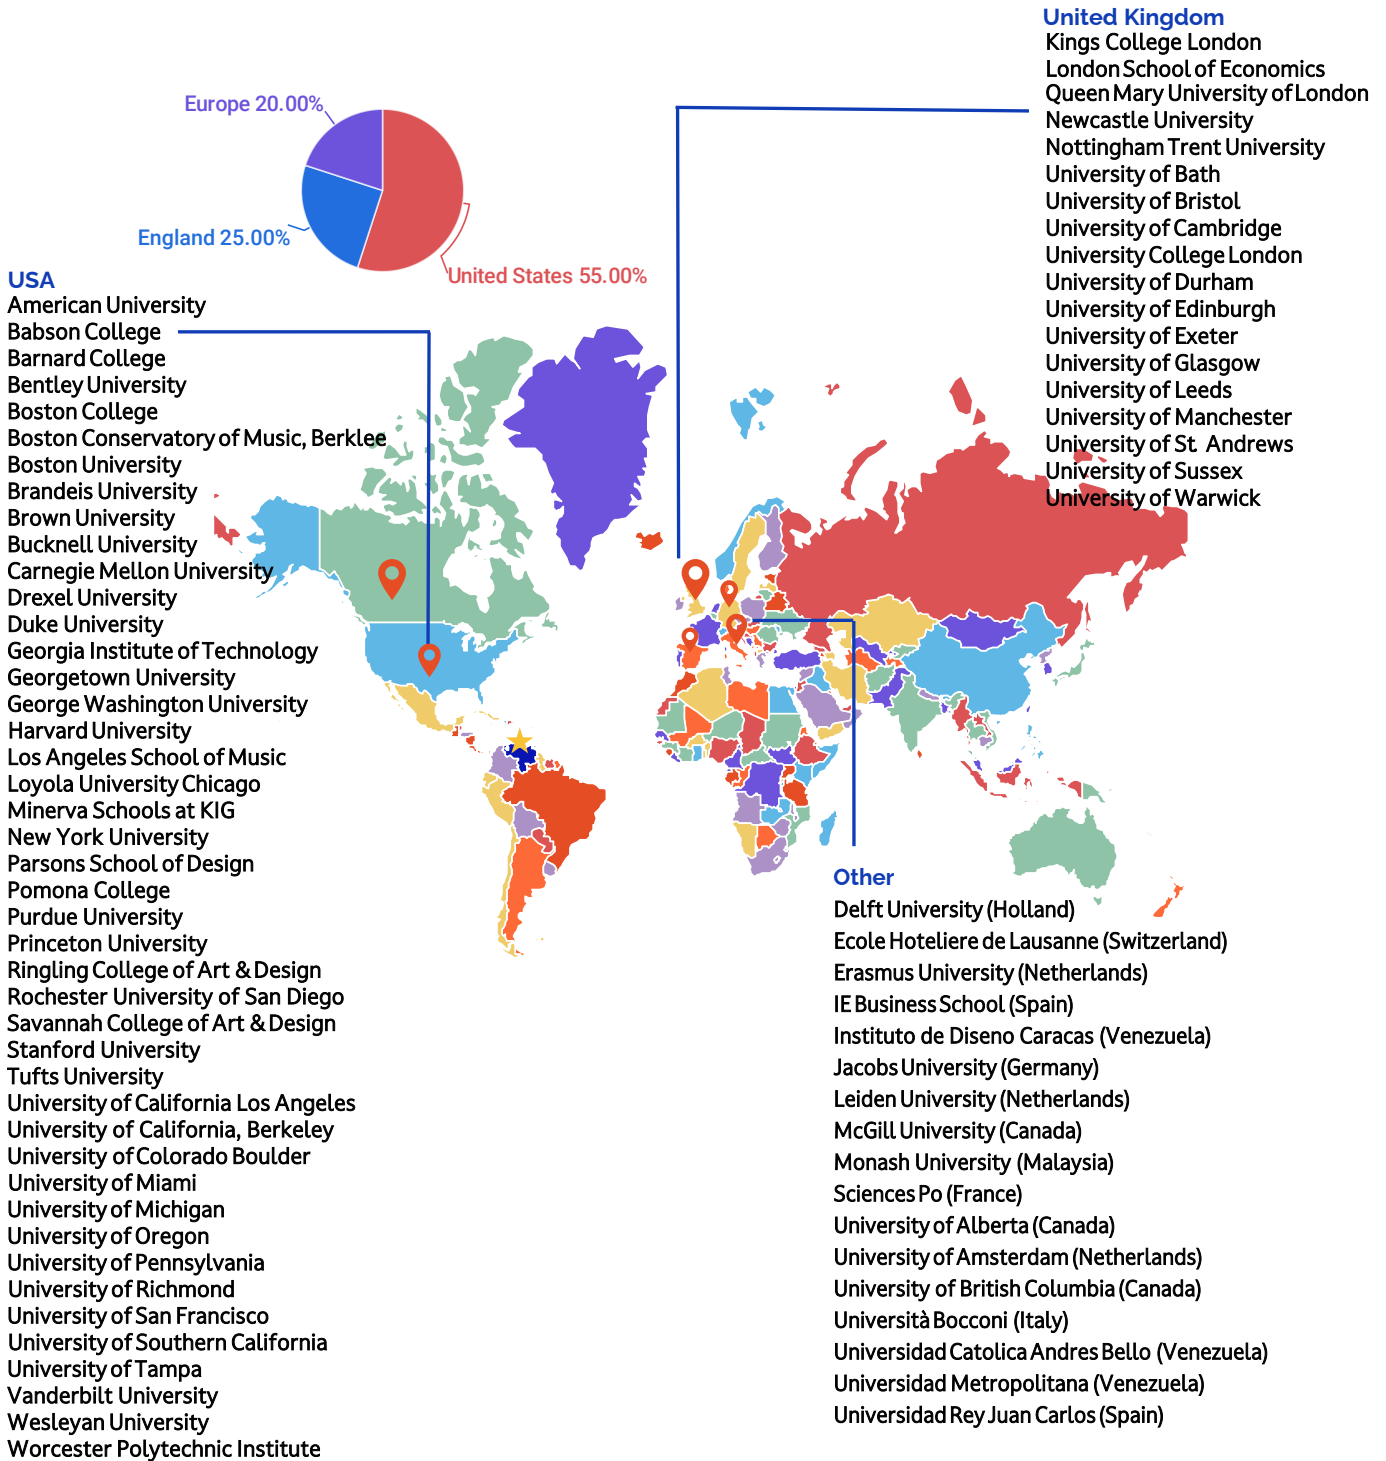 United Kingdom
Kings College London
London School of Economics
Queen Mary University of London
Newcastle University
Nottingham Trent University
University of Bath
University of Bristol
University of Cambridge
University College London
University of Durham
University of Edinburgh
University of Exeter
University of Glasgow
University of Leeds
University of Manchester
University of St. Andrews
University of Sussex
University of Warwick
Europe 20.00%
England 25.00%
United States 55.00%
USA
American University
Babson College
Barnard College
Bentley University
Boston College
Boston Conservatory of Music, Berklee
Boston University
Brandeis University
Brown University
Bucknell University
Carnegie Mellon University
Drexel University
Duke University
Georgia Institute of Technology
Georgetown University
George Washington University
Harvard University
Los Angeles School of Music
Loyola University Chicago
Minerva Schools at KIG
New York University
Parsons School of Design
Pomona College
Purdue University
Princeton University
Ringling College of Art & Design
Rochester University of San Diego
Savannah College of Art & Design
Stanford University
Tufts University
University of California Los Angeles
University of California, Berkeley
University of Colorado Boulder
University of Miami
University of Michigan
University of Oregon
University of Pennsylvania
University of Richmond
University of San Francisco
University of Southern California
University of Tampa
Vanderbilt University
Wesleyan University
Worcester Polytechnic Institute
Other
Delft University (Holland)
Ecole Hoteliere de Lausanne (Switzerland)
Erasmus University (Netherlands)
IE Business School (Spain)
Instituto de Diseno Caracas (Venezuela)
Jacobs University (Germany)
Leiden University (Netherlands)
McGill University (Canada)
Monash University (Malaysia)
Sciences Po (France)
University of Alberta (Canada)
University of Amsterdam (Netherlands)
University of British Columbia (Canada)
Università Bocconi (Italy)
Universidad Catolica Andres Bello (Venezuela)
Universidad Metropolitana (Venezuela)
Universidad Rey Juan Carlos (Spain)